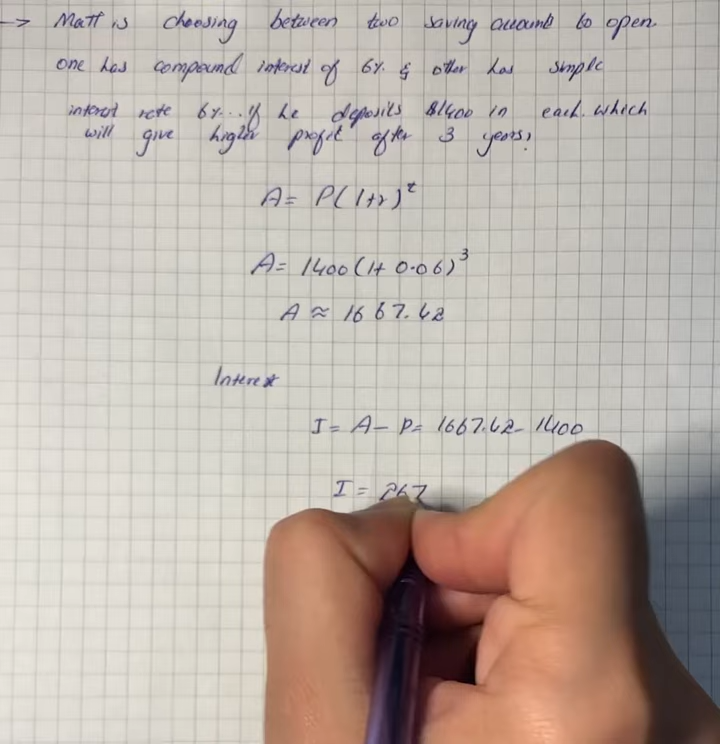 → Matt is choosing between two saving account to open.
one has compound interest of 6% & other has simple
interest rate 6%... If he deposits $1400 in each. which
will give higher profit after 3 years?
A = P(1+r)^t
A = 1400(1+0.06)^3
A ≈ 1667.42
Interest
I = A - P = 1667.42 - 1400
I = 267